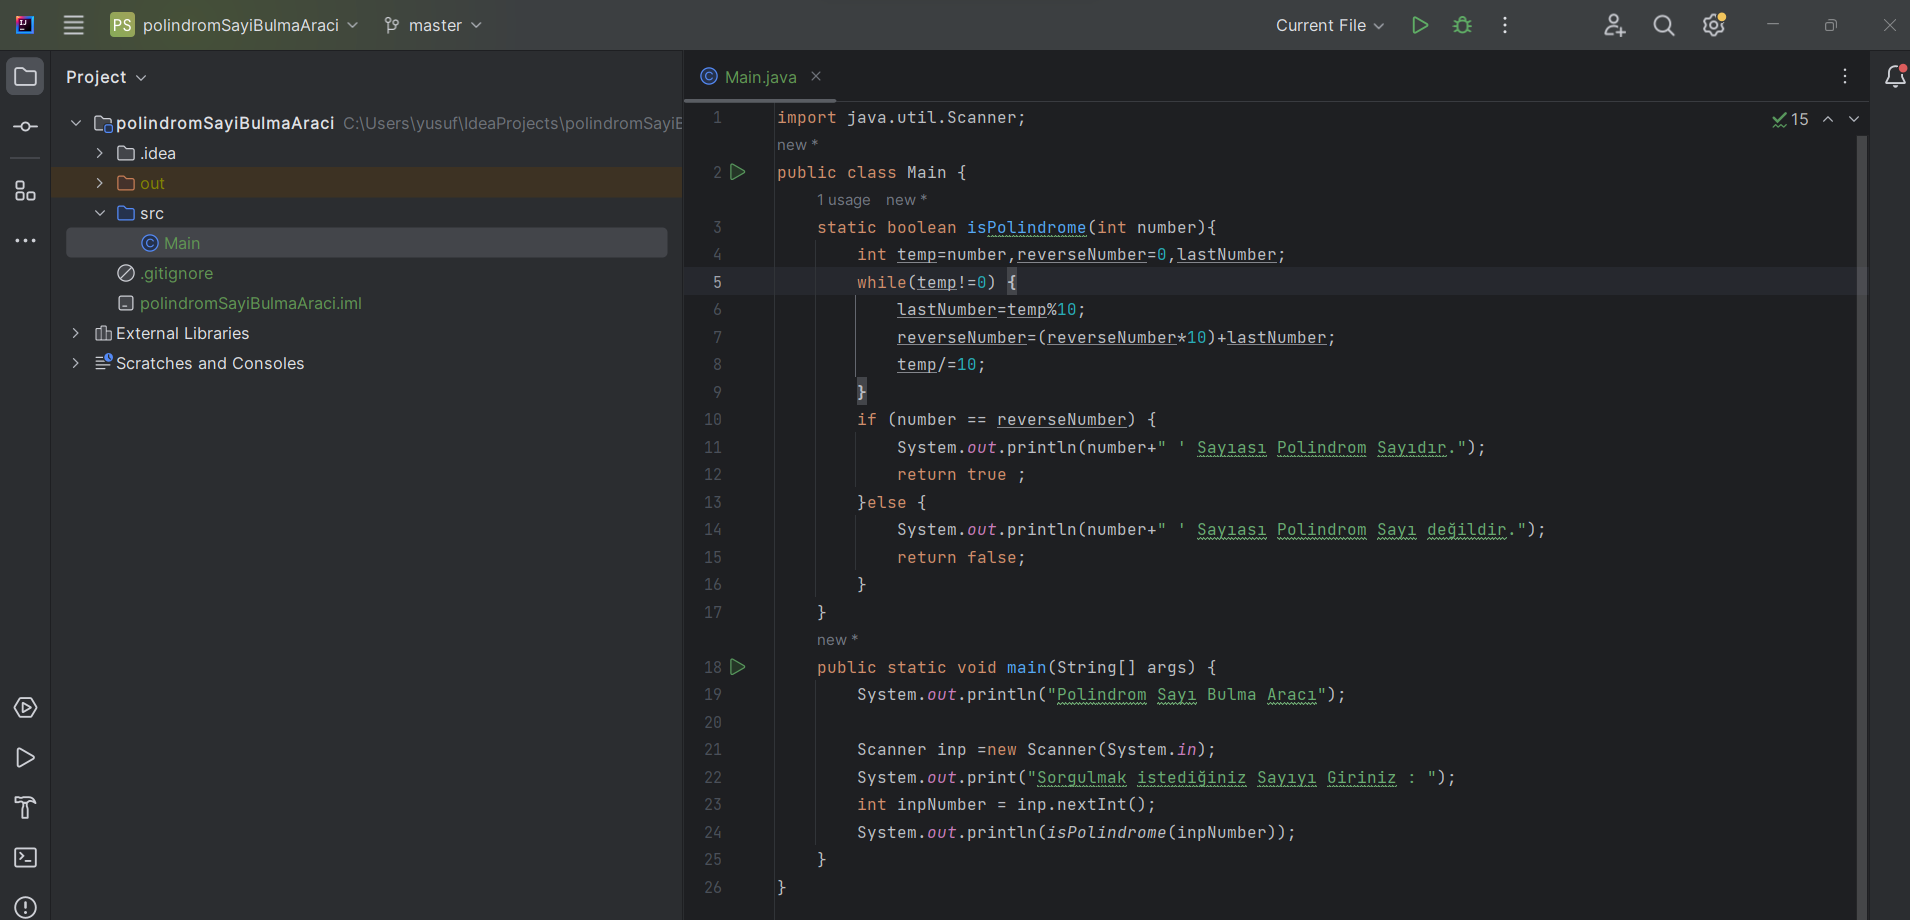 PS polindromSayiBulmaAraci master Current File
Project
polindromSayiBulmaAraci C:\Users\yusuf\IdeaProjects\polindromSayiB
.idea
out
src
Main
.gitignore
polindromSayiBulmaAraci.iml
External Libraries
Scratches and Consoles
Main.java
15
1 import java.util.Scanner;
new *
2 public class Main {
1 usage new *
3 static boolean isPolindrome(int number){
4 int temp=number,reverseNumber=0,lastNumber;
5 while(temp!=0) {
6 lastNumber=temp%10;
7 reverseNumber=(reverseNumber*10)+lastNumber;
8 temp/=10;
9 }
10 if (number == reverseNumber) {
11 System.out.println(number+" ' Sayıası Polindrom Sayıdır.");
12 return true ;
13 }else {
14 System.out.println(number+" ' Sayıası Polindrom Sayı değildir.");
15 return false;
16 }
17 }
new *
18 public static void main(String[] args) {
19 System.out.println("Polindrom Sayı Bulma Aracı");
20
21 Scanner inp =new Scanner(System.in);
22 System.out.print("Sorgulmak istediğiniz Sayıyı Giriniz : ");
23 int inpNumber = inp.nextInt();
24 System.out.println(isPolindrome(inpNumber));
25 }
26 }